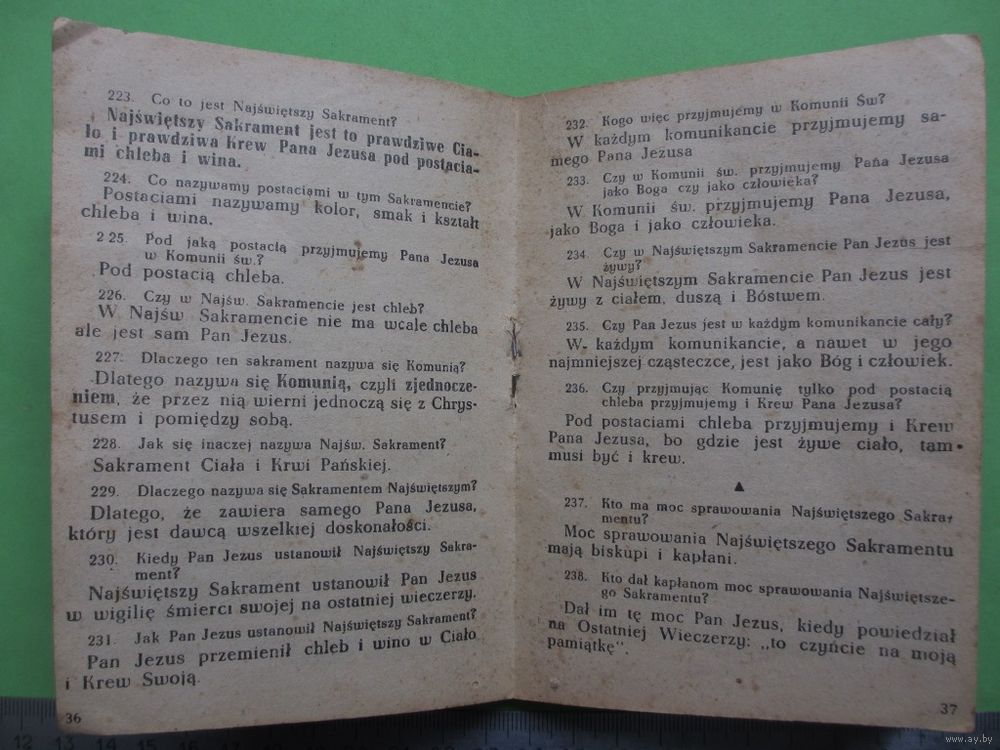 223. Co to jest Najświętszy Sakrament?
Najświętszy Sakrament jest to prawdziwe Cia-
ło i prawdziwa Krew Pana Jezusa pod postacia-
mi chleba i wina.
224. Co nazywamy postaciami w tym Sakramencie?
Postaciami nazywamy kolor, smak i kształt
chleba i wina.
225. Pod jaką postacią przyjmujemy Pana Jezusa
w Komunii św.?
Pod postacią chleba.
226. Czy w Najśw. Sakramencie jest chleb?
W Najśw Sakramencie nie ma wcale chleba
ale jest sam Pan Jezus.
227. Dlaczego ten sakrament nazywa się Komunią?
Dlatego nazywa się Komunią, czyli zjednocze-
niem, że przez nią wierni jednoczą się z Chrys-
tusem i pomiędzy sobą.
228. Jak się inaczej nazywa Najśw. Sakrament?
Sakrament Ciała i Krwi Pańskiej.
229. Dlaczego nazywa się Sakramentem Najświętszym?
Dlatego, że zawiera samego Pana Jezusa,
który jest dawcą wszelkiej doskonałości.
230. Kiedy Pan Jezus ustanowił Najświętszy Sakra-
ment?
Najświętszy Sakrament ustanowił Pan Jezus
w wigilię śmierci swojej na ostatniej wieczerzy.
231. Jak Pan Jezus ustanowił Najświętszy Sakrament?
Pan Jezus przemienił chleb i wino w Ciało
i Krew Swoją.
36
232. Kogo więc przyjmujemy w Komunii Św?
W każdym komunikancie przyjmujemy sa-
mego Pana Jezusa
233. Czy w Komunii św. przyjmujemy Pana Jezusa
jako Boga czy jako człowieka?
W Komunii św. przyjmujemy Pana Jezusa,
jako Boga i jako człowieka.
234. Czy w Najświętszym Sakramencie Pan Jezus jest
żywy?
W Najświętszym Sakramencie Pan Jezus jest
żywy z ciałem, duszą i Bóstwem.
235. Czy Pan Jezus jest w każdym komunikancie cały?
W każdym komunikancie, a nawet w jego
najmniejszej cząsteczce, jest jako Bóg i człowiek.
236. Czy przyjmując Komunię tylko pod postacią
chleba przyjmujemy i Krew Pana Jezusa?
Pod postaciami chleba przyjmujemy i Krew
Pana Jezusa, bo gdzie jest żywe ciało, tam
musi być i krew.
▲
237. Kto ma moc sprawowania Najświętszego Sakra-
mentu?
Moc sprawowania Najświętszego Sakramentu
mają biskupi i kapłani.
238. Kto dał kapłanom moc sprawowania Najświętsze-
go Sakramentu?
Dał im tę moc Pan Jezus, kiedy powiedział
na Ostatniej Wieczerzy: „to czyńcie na moją
pamiątkę".
37
12 13 14 15 16 17
www.ay.by